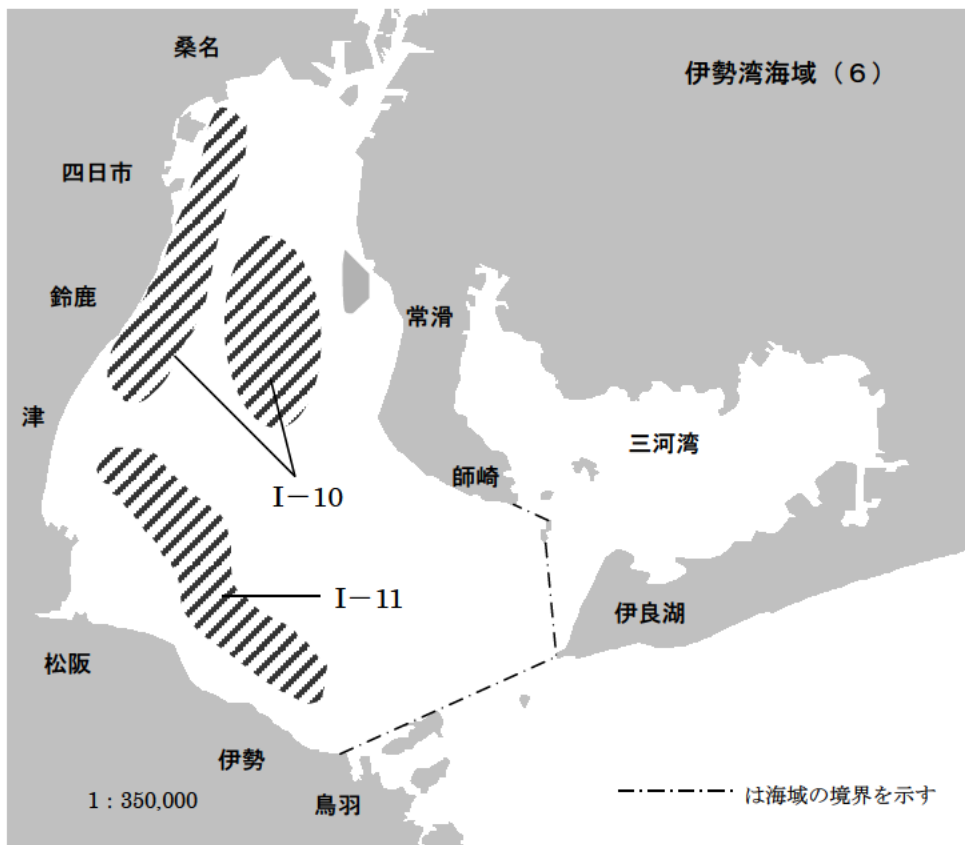 桑名
伊勢湾海域（６）
四日市
鈴鹿
常滑
津
三河湾
師崎
Ⅰ－10
Ⅰ－11
伊良湖
松阪
伊勢
1：350,000
鳥羽
は海域の境界を示す